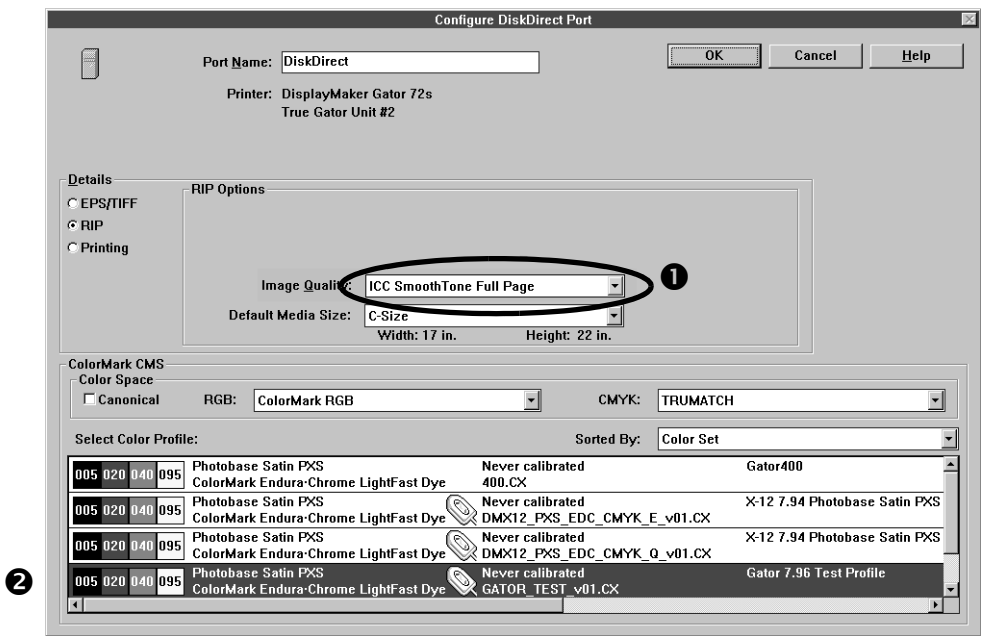 Configure DiskDirect Port
Port Name: DiskDirect
OK Cancel Help
Printer: DisplayMaker Gator 72s
True Gator Unit #2
Details
RIP Options
EPS/TIFF
RIP
Printing
Image Quality: ICC SmoothTone Full Page
1
Default Media Size: C-Size
Width: 17 in. Height: 22 in.
ColorMark CMS
Color Space
Canonical RGB: ColorMark RGB CMYK: TRUMATCH
Select Color Profile: Sorted By: Color Set
005 020 040 095 Photobase Satin PXS Never calibrated Gator400
ColorMark Endura·Chrome LightFast Dye 400.CX
005 020 040 095 Photobase Satin PXS Never calibrated X-12 7.94 Photobase Satin PXS
ColorMark Endura·Chrome LightFast Dye DMX12_PXS_EDC_CMYK_E_v01.CX
005 020 040 095 Photobase Satin PXS Never calibrated X-12 7.94 Photobase Satin PXS
ColorMark Endura·Chrome LightFast Dye DMX12_PXS_EDC_CMYK_Q_v01.CX
2
005 020 040 095 Photobase Satin PXS Never calibrated Gator 7.96 Test Profile
ColorMark Endura·Chrome LightFast Dye GATOR_TEST_v01.CX